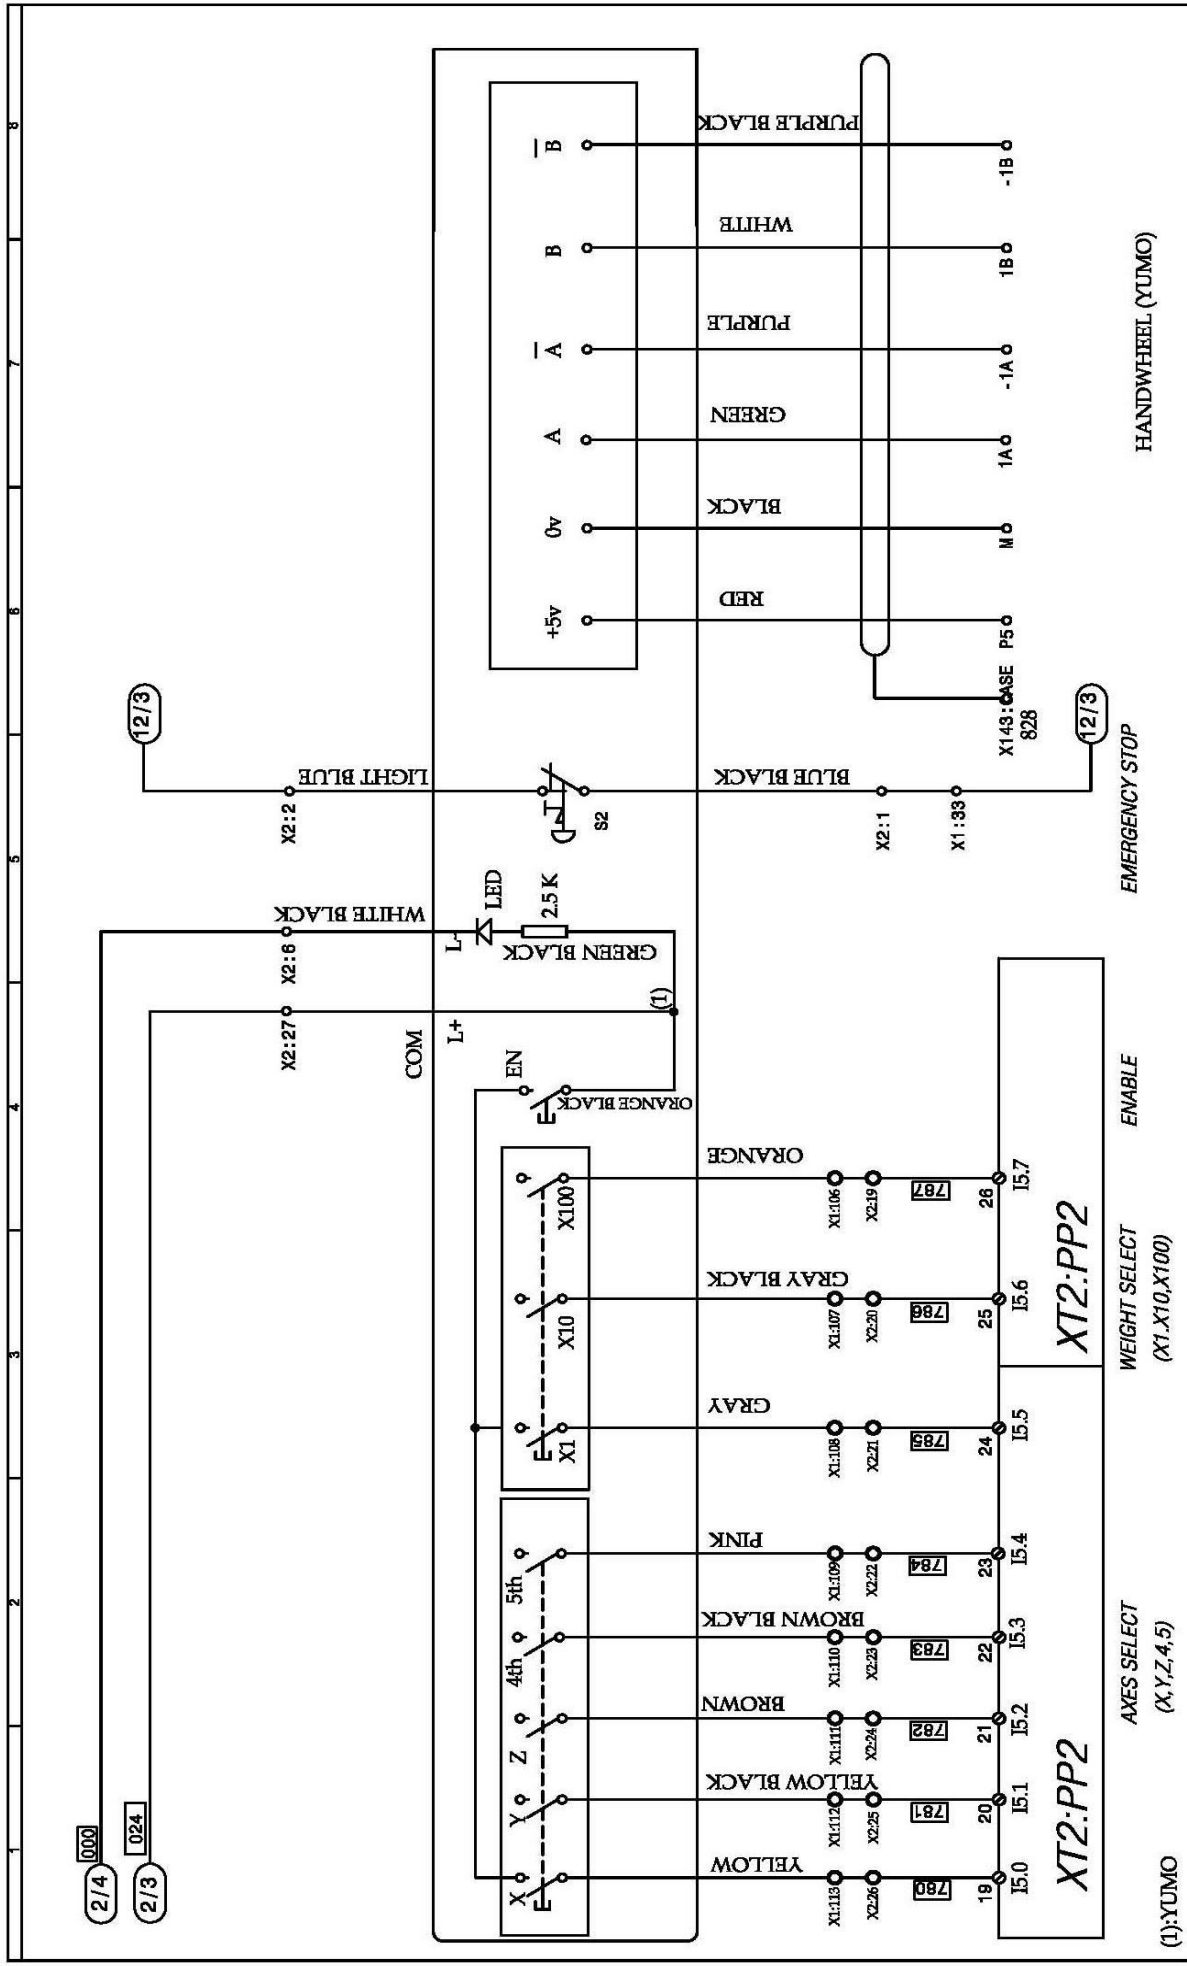 1
2
3
4
5
6
7
8
2/4
000
2/3
024
X2:27
X2:6
X2:2
12/3
WHITE BLACK
LIGHT BLUE
COM
L+
L-
LED
2.5 K
GREEN BLACK
(1)
EN
ORANGE BLACK
S2
+5v
0v
A
A
B
B
X
Y
Z
4th
5th
X1
X10
X100
YELLOW
YELLOW BLACK
BROWN
BROWN BLACK
PINK
GRAY
GRAY BLACK
ORANGE
BLUE BLACK
RED
BLACK
GREEN
PURPLE
WHITE
PURPLE BLACK
X1:113
X1:112
X1:111
X1:110
X1:109
X1:108
X1:107
X1:106
X2:26
X2:25
X2:24
X2:23
X2:22
X2:21
X2:20
X2:19
X2:1
X1:33
780
781
782
783
784
785
786
787
19
20
21
22
23
24
25
26
X143:CASE
828
P5
M
1A
-1A
1B
-1B
I5.0
I5.1
I5.2
I5.3
I5.4
I5.5
I5.6
I5.7
12/3
XT2:PP2
XT2:PP2
AXES SELECT
(X,Y,Z,4,5)
WEIGHT SELECT
(X1.X10,X100)
ENABLE
EMERGENCY STOP
HANDWHEEL (YUMO)
(1):YUMO